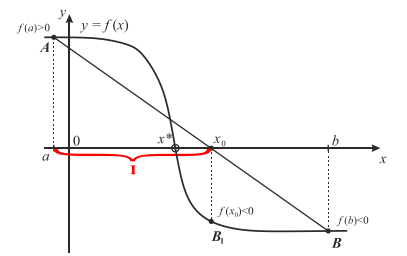 y
y = f(x)
f(a)>0
A
0
x*
x₀
b
a
I
x
f(x₀)<0
f(b)<0
B₁
B